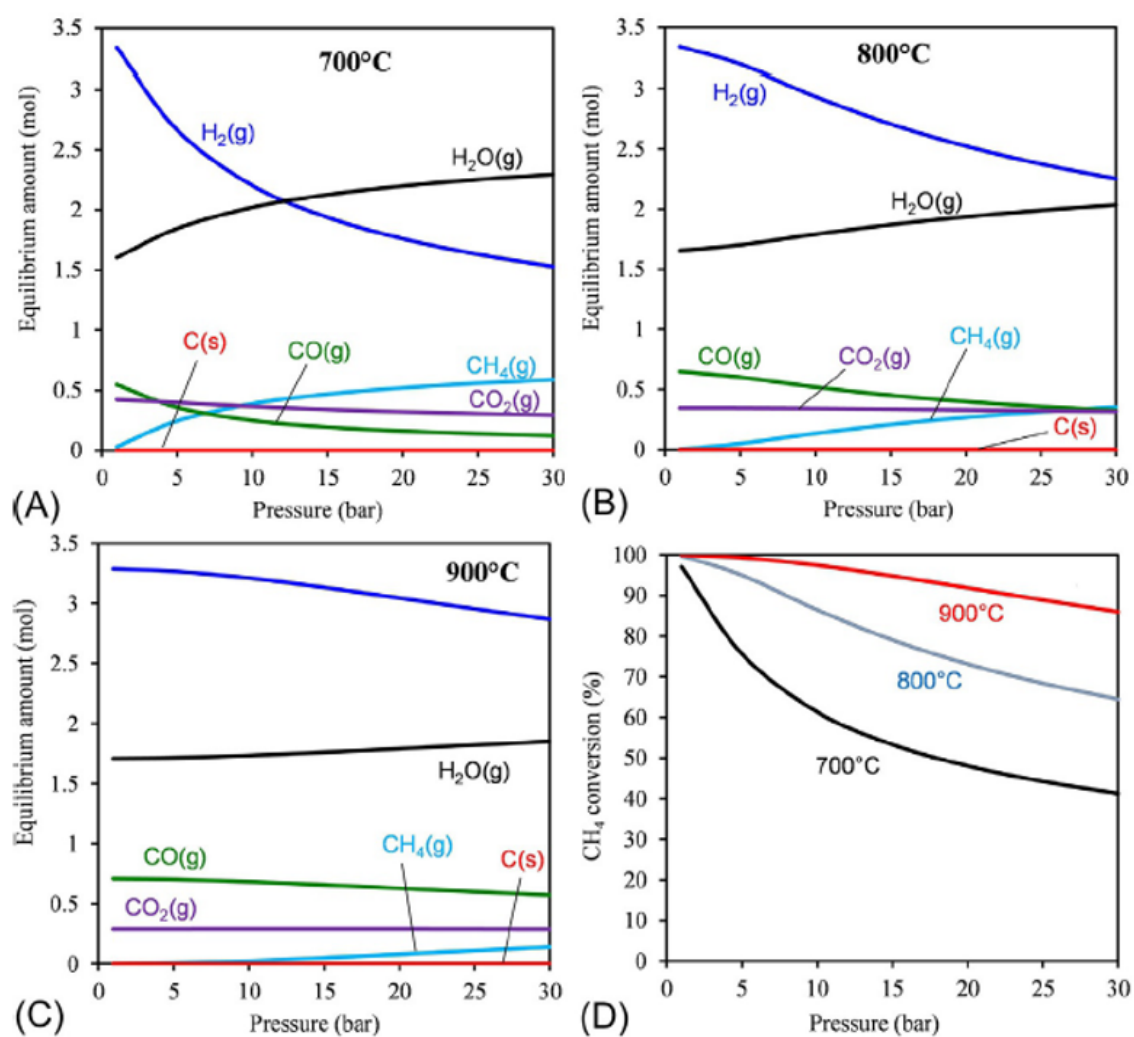 700°C
H₂(g)
H₂O(g)
C(s)
CO(g)
CH₄(g)
CO₂(g)
Equilibrium amount (mol)
3.5
3
2.5
2
1.5
1
0.5
0
0 5 10 15 20 25 30
Pressure (bar)
(A)
800°C
H₂(g)
H₂O(g)
CO(g)
CO₂(g)
CH₄(g)
C(s)
Equilibrium amount (mol)
3.5
3
2.5
2
1.5
1
0.5
0
0 5 10 15 20 25 30
Pressure (bar)
(B)
900°C
H₂O(g)
CO(g)
CH₄(g)
C(s)
CO₂(g)
Equilibrium amount (mol)
3.5
3
2.5
2
1.5
1
0.5
0
0 5 10 15 20 25 30
Pressure (bar)
(C)
900°C
800°C
700°C
CH₄ conversion (%)
100
90
80
70
60
50
40
30
20
10
0
0 5 10 15 20 25 30
Pressure (bar)
(D)